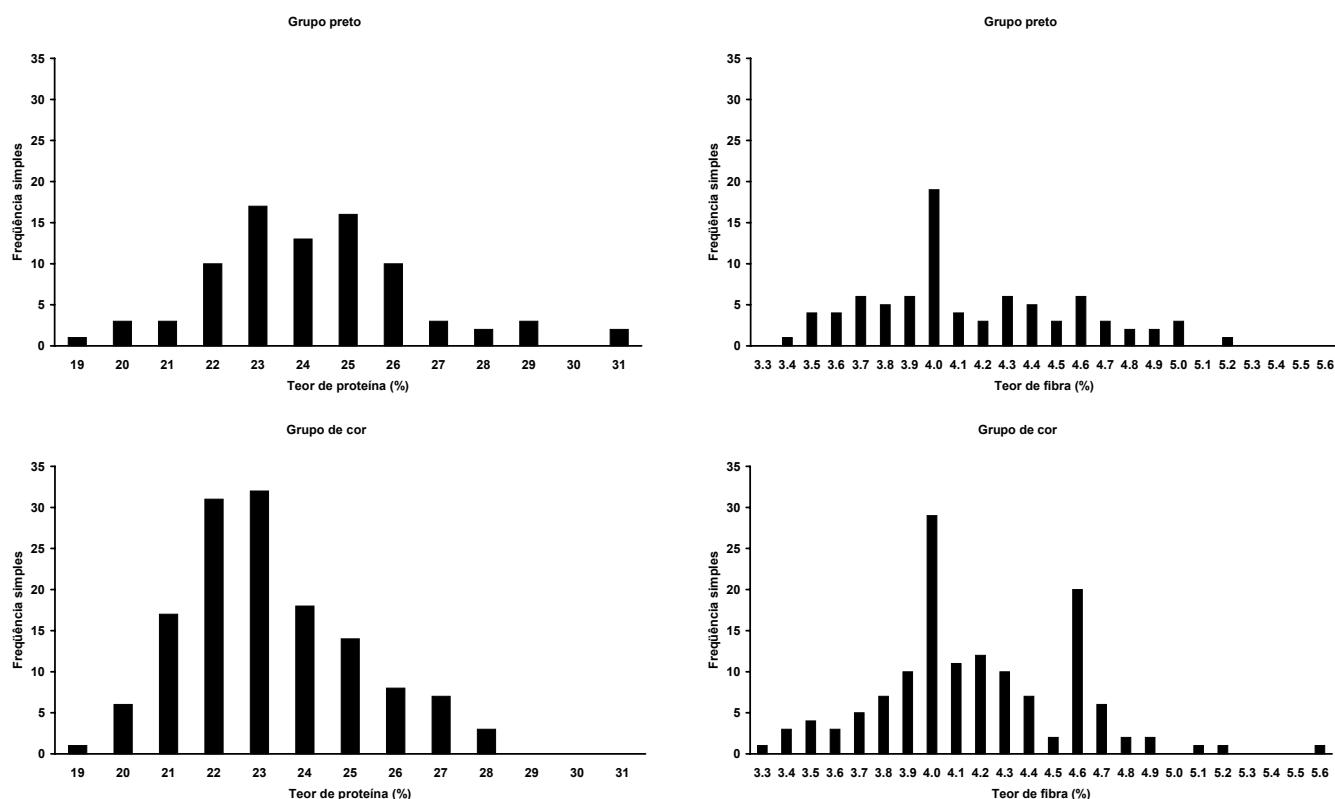 Grupo preto
35
30
25
20
15
10
5
0
Freqüência simples
19 20 21 22 23 24 25 26 27 28 29 30 31
Teor de proteína (%)
Grupo preto
35
30
25
20
15
10
5
0
Freqüência simples
3.3 3.4 3.5 3.6 3.7 3.8 3.9 4.0 4.1 4.2 4.3 4.4 4.5 4.6 4.7 4.8 4.9 5.0 5.1 5.2 5.3 5.4 5.5 5.6
Teor de fibra (%)
Grupo de cor
35
30
25
20
15
10
5
0
Freqüência simples
19 20 21 22 23 24 25 26 27 28 29 30 31
Teor de proteína (%)
Grupo de cor
35
30
25
20
15
10
5
0
Freqüência simples
3.3 3.4 3.5 3.6 3.7 3.8 3.9 4.0 4.1 4.2 4.3 4.4 4.5 4.6 4.7 4.8 4.9 5.0 5.1 5.2 5.3 5.4 5.5 5.6
Teor de fibra (%)